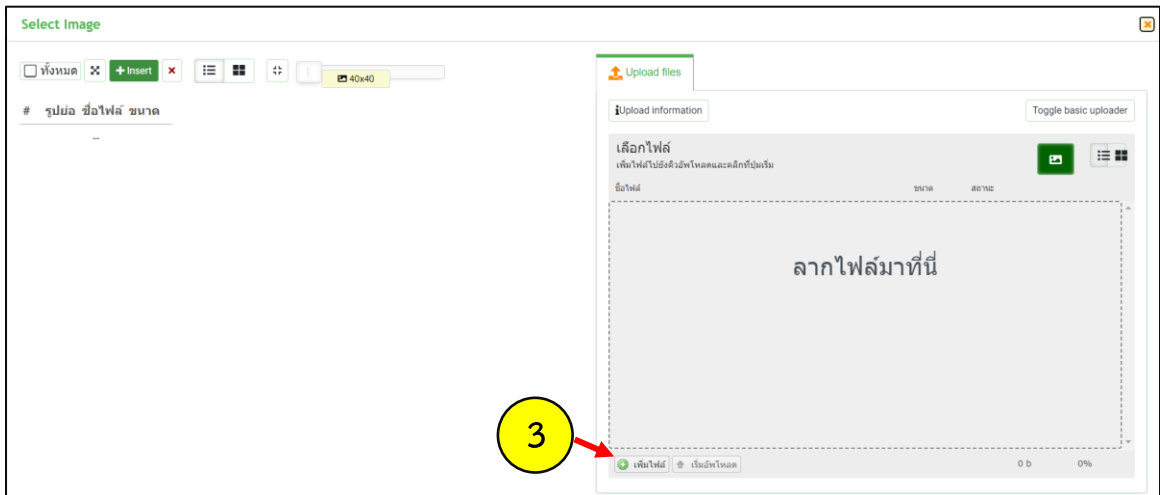 Select Image
ทั้งหมด
Insert
40x40
# รูปย่อ ชื่อไฟล์ ขนาด
Upload files
Upload information
Toggle basic uploader
เลือกไฟล์
เพิ่มไฟล์ไปยังคิวอัพโหลดและคลิกที่ปุ่มเริ่ม
ชื่อไฟล์ ขนาด สถานะ
ลากไฟล์มาที่นี่
3
เพิ่มไฟล์ เริ่มอัพโหลด 0 b 0%